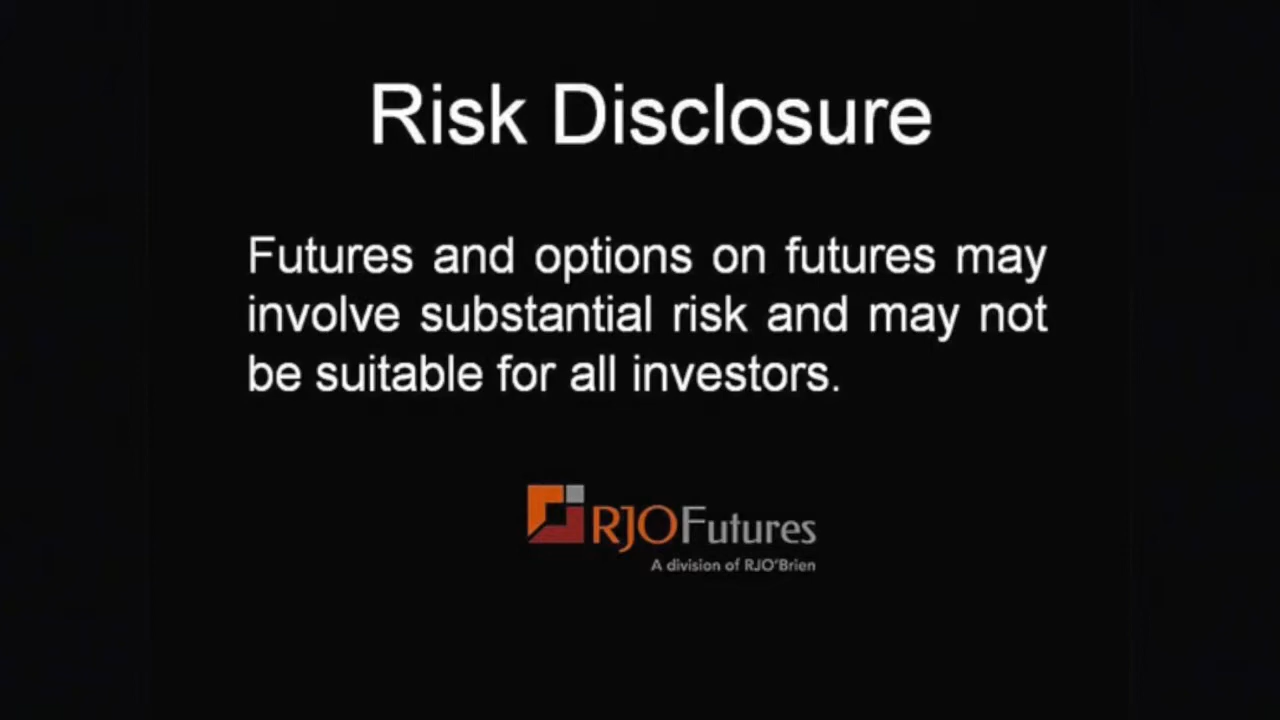 Risk Disclosure
Futures and options on futures may
involve substantial risk and may not
be suitable for all investors.
RJOFutures
A division of RJO'Brien